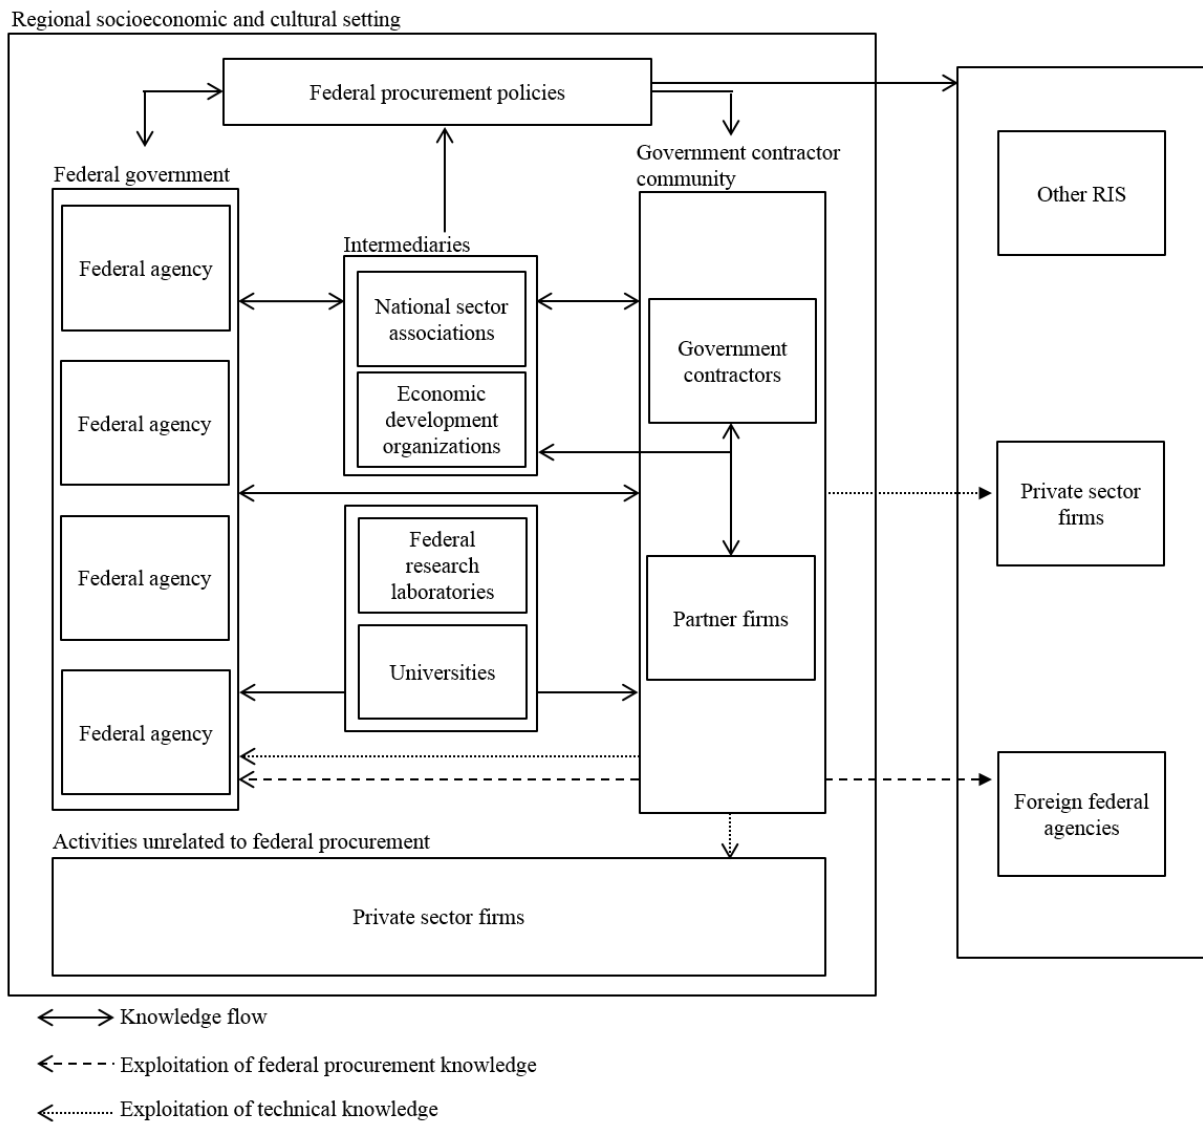 Regional socioeconomic and cultural setting
Federal procurement policies
Federal government
Federal agency
Federal agency
Federal agency
Federal agency
Intermediaries
National sector
associations
Economic
development
organizations
Federal
research
laboratories
Universities
Government contractor
community
Government
contractors
Partner firms
Other RIS
Private sector
firms
Foreign federal
agencies
Activities unrelated to federal procurement
Private sector firms
Knowledge flow
Exploitation of federal procurement knowledge
Exploitation of technical knowledge